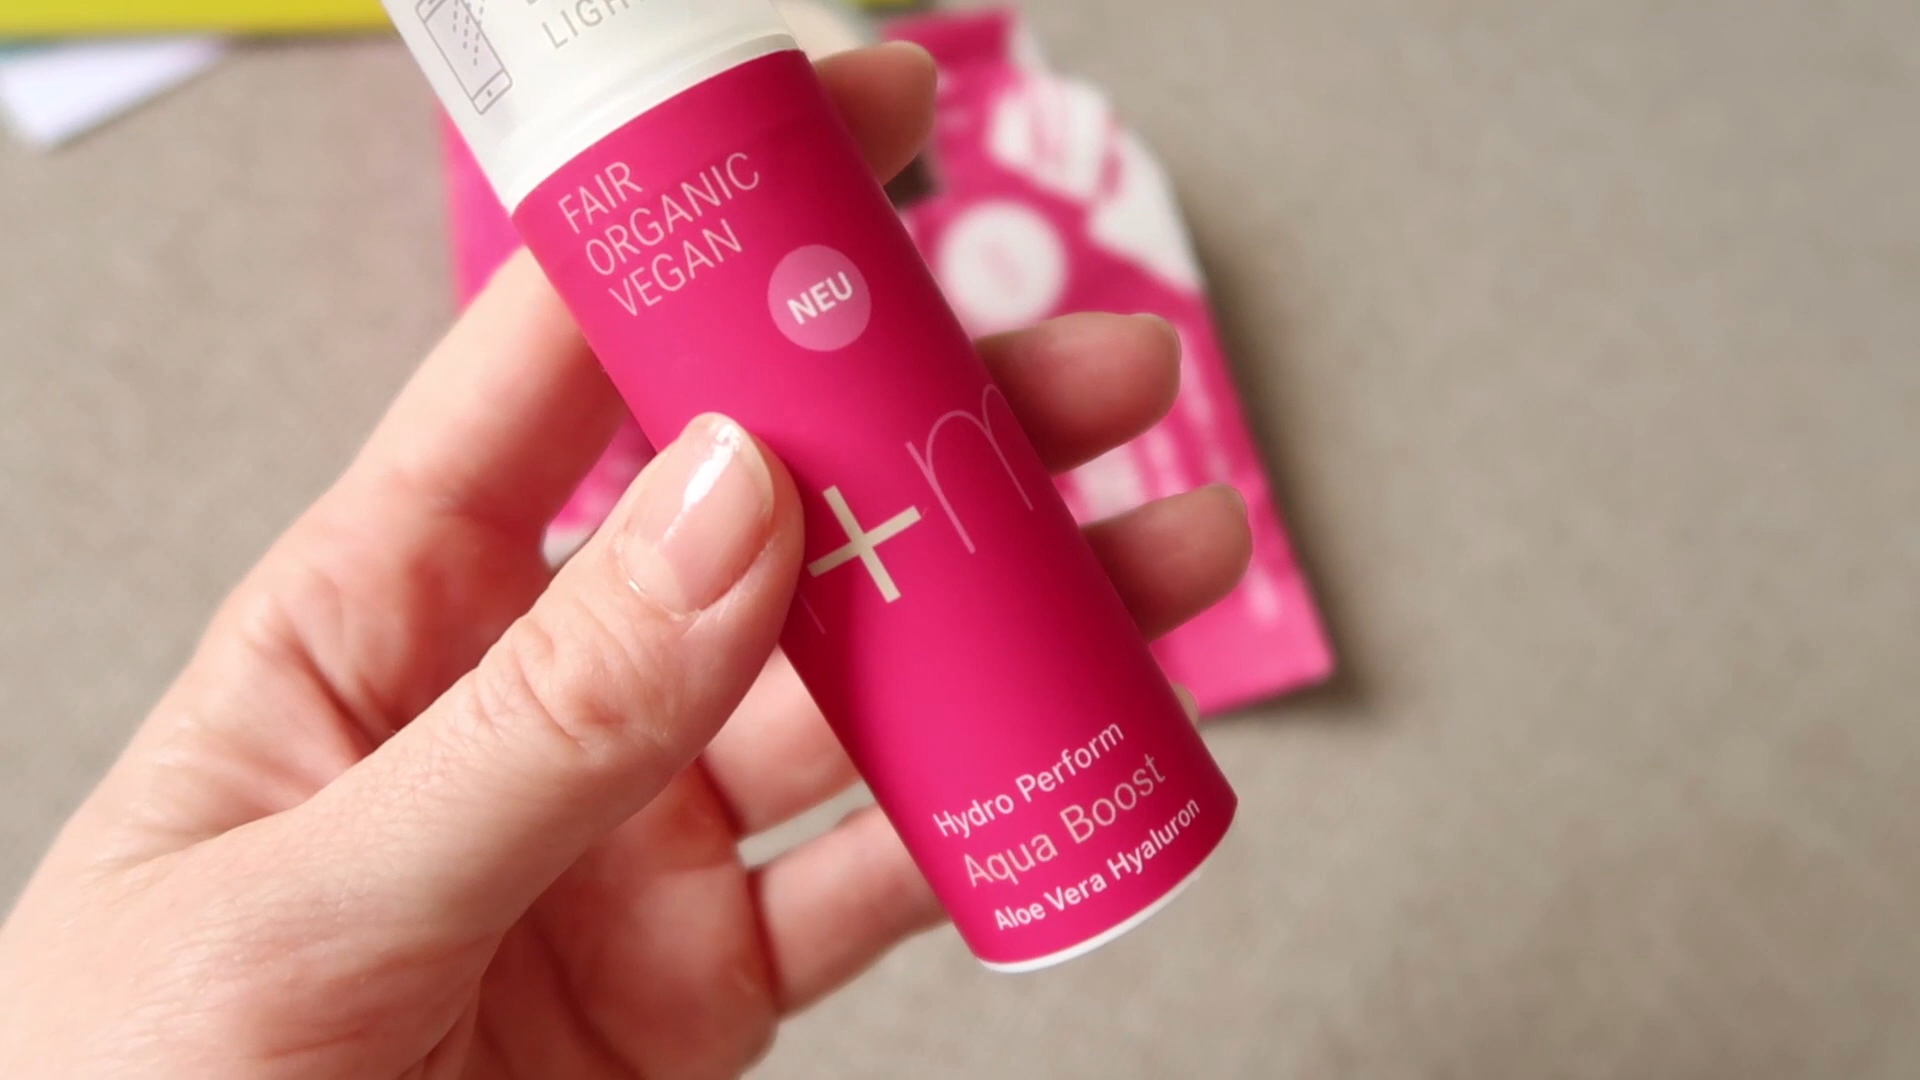 LIGH
FAIR
ORGANIC
VEGAN
NEU
+m
Hydro Perform
Aqua Boost
Aloe Vera Hyaluron